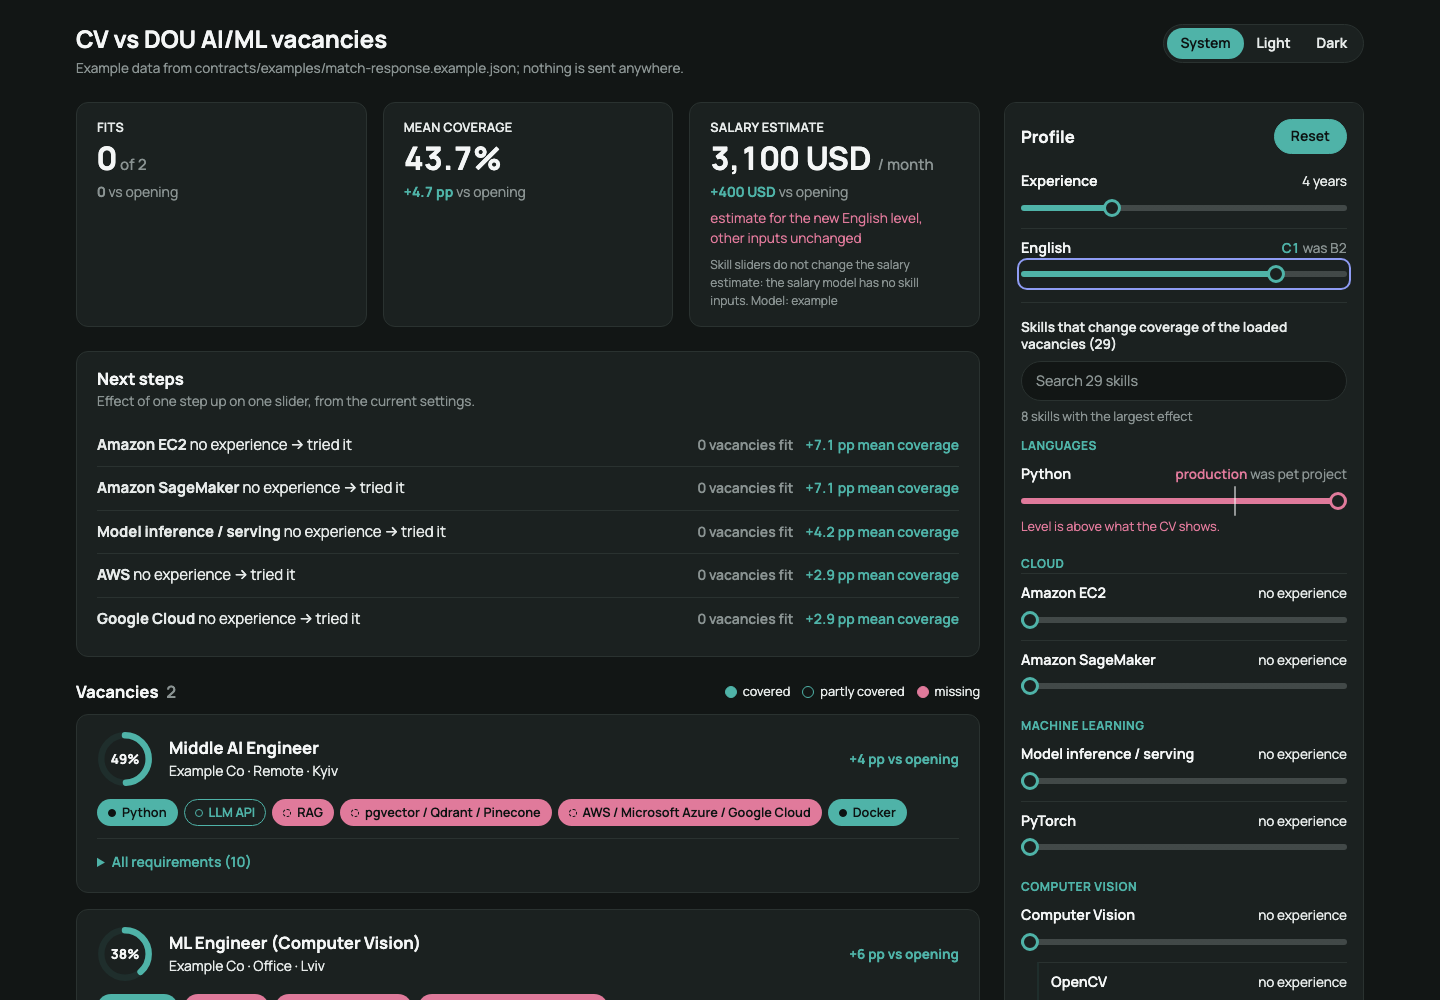 CV vs DOU AI/ML vacancies
Example data from contracts/examples/match-response.example.json; nothing is sent anywhere.
System Light Dark
FITS
0 of 2
0 vs opening
MEAN COVERAGE
43.7%
+4.7 pp vs opening
SALARY ESTIMATE
3,100 USD / month
+400 USD vs opening
estimate for the new English level,
other inputs unchanged
Skill sliders do not change the salary
estimate: the salary model has no skill
inputs. Model: example
Next steps
Effect of one step up on one slider, from the current settings.
Amazon EC2 no experience → tried it 0 vacancies fit +7.1 pp mean coverage
Amazon SageMaker no experience → tried it 0 vacancies fit +7.1 pp mean coverage
Model inference / serving no experience → tried it 0 vacancies fit +4.2 pp mean coverage
AWS no experience → tried it 0 vacancies fit +2.9 pp mean coverage
Google Cloud no experience → tried it 0 vacancies fit +2.9 pp mean coverage
Vacancies 2
covered partly covered missing
49%
Middle AI Engineer
Example Co · Remote · Kyiv
+4 pp vs opening
Python LLM API RAG pgvector / Qdrant / Pinecone AWS / Microsoft Azure / Google Cloud Docker
All requirements (10)
38%
ML Engineer (Computer Vision)
Example Co · Office · Lviv
+6 pp vs opening
Profile
Reset
Experience 4 years
English C1 was B2
Skills that change coverage of the loaded
vacancies (29)
Search 29 skills
8 skills with the largest effect
LANGUAGES
Python production was pet project
Level is above what the CV shows.
CLOUD
Amazon EC2 no experience
Amazon SageMaker no experience
MACHINE LEARNING
Model inference / serving no experience
PyTorch no experience
COMPUTER VISION
Computer Vision no experience
OpenCV no experience